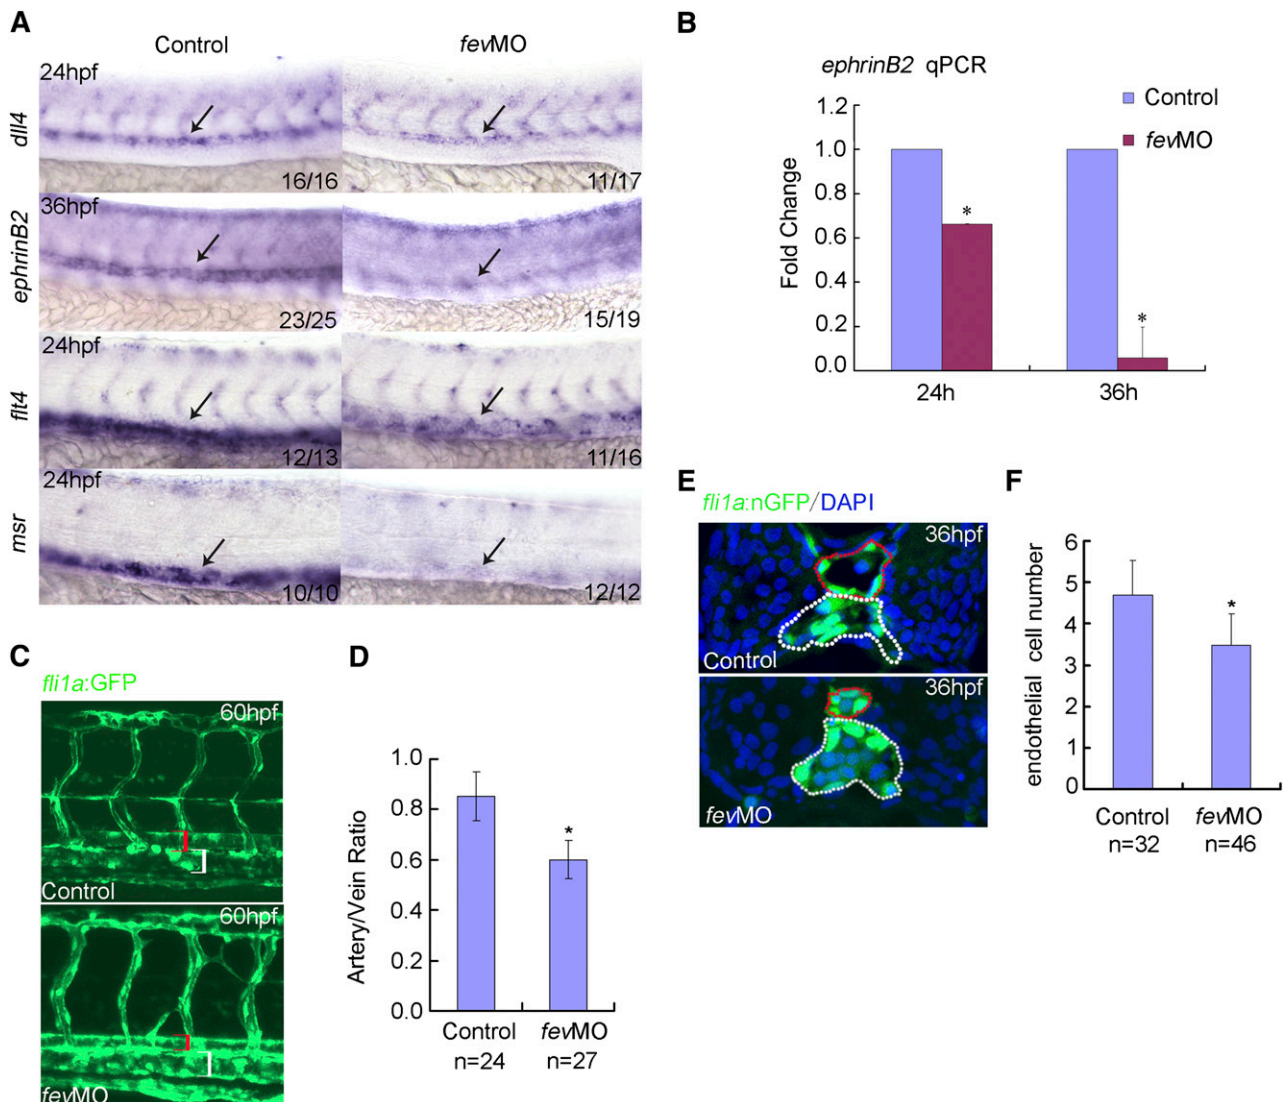 A
Control
fevMO
24hpf
dll4
16/16
11/17
36hpf
ephrinB2
23/25
15/19
24hpf
flt4
12/13
11/16
24hpf
msr
10/10
12/12
B
ephrinB2 qPCR
Control
fevMO
Fold Change
1.2
1.0
0.8
0.6
0.4
0.2
0.0
*
*
24h
36h
C
fli1a:GFP
60hpf
Control
60hpf
fevMO
D
Artery/Vein Ratio
1.0
0.8
0.6
0.4
0.2
0.0
*
Control
n=24
fevMO
n=27
E
fli1a:nGFP/DAPI
36hpf
Control
36hpf
fevMO
F
endothelial cell number
6
5
4
3
2
1
0
*
Control
n=32
fevMO
n=46